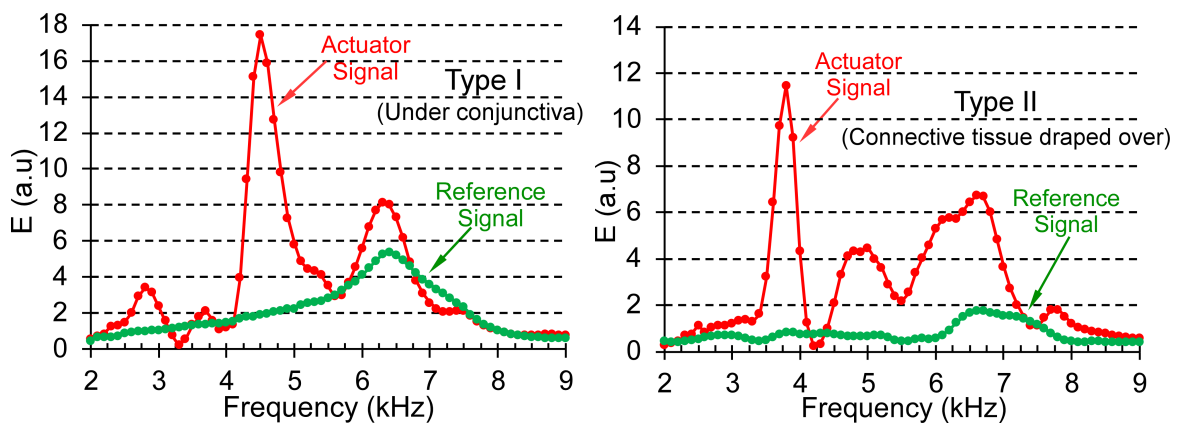 18
16
14
12
10
8
6
4
2
0
E (a.u)
Actuator
Signal
Type I
(Under conjunctiva)
Reference
Signal
2 3 4 5 6 7 8 9
Frequency (kHz)
14
12
10
8
6
4
2
0
E (a.u)
Actuator
Signal
Type II
(Connective tissue draped over)
Reference
Signal
2 3 4 5 6 7 8 9
Frequency (kHz)